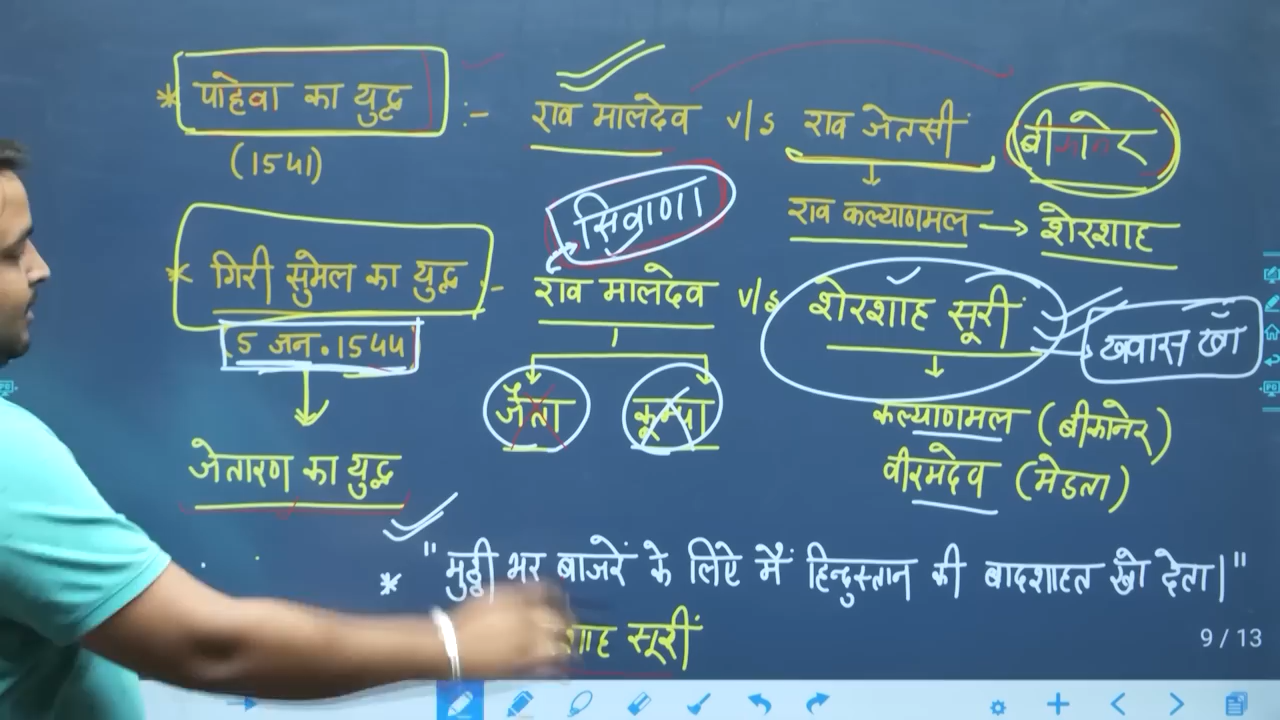 * पाहेवा का युद्ध :- राव मालदेव v/s राव जेतसी बीकानेर
(1541)
सिवाणा
राव कल्याणमल → शेरशाह
* गिरी सुमेल का युद्ध :- राव मालदेव v/s शेरशाह सूरी खवास खाँ
5 जन. 1544
जैता कूम्पा कल्याणमल (बीकानेर)
जेतारण का युद्ध वीरमदेव (मेडता)
* "मुट्ठी भर बाजरें के लिऐ मैं हिन्दुस्तान की बादशाहत खो देता।"
शाह सूरीं
9 / 13